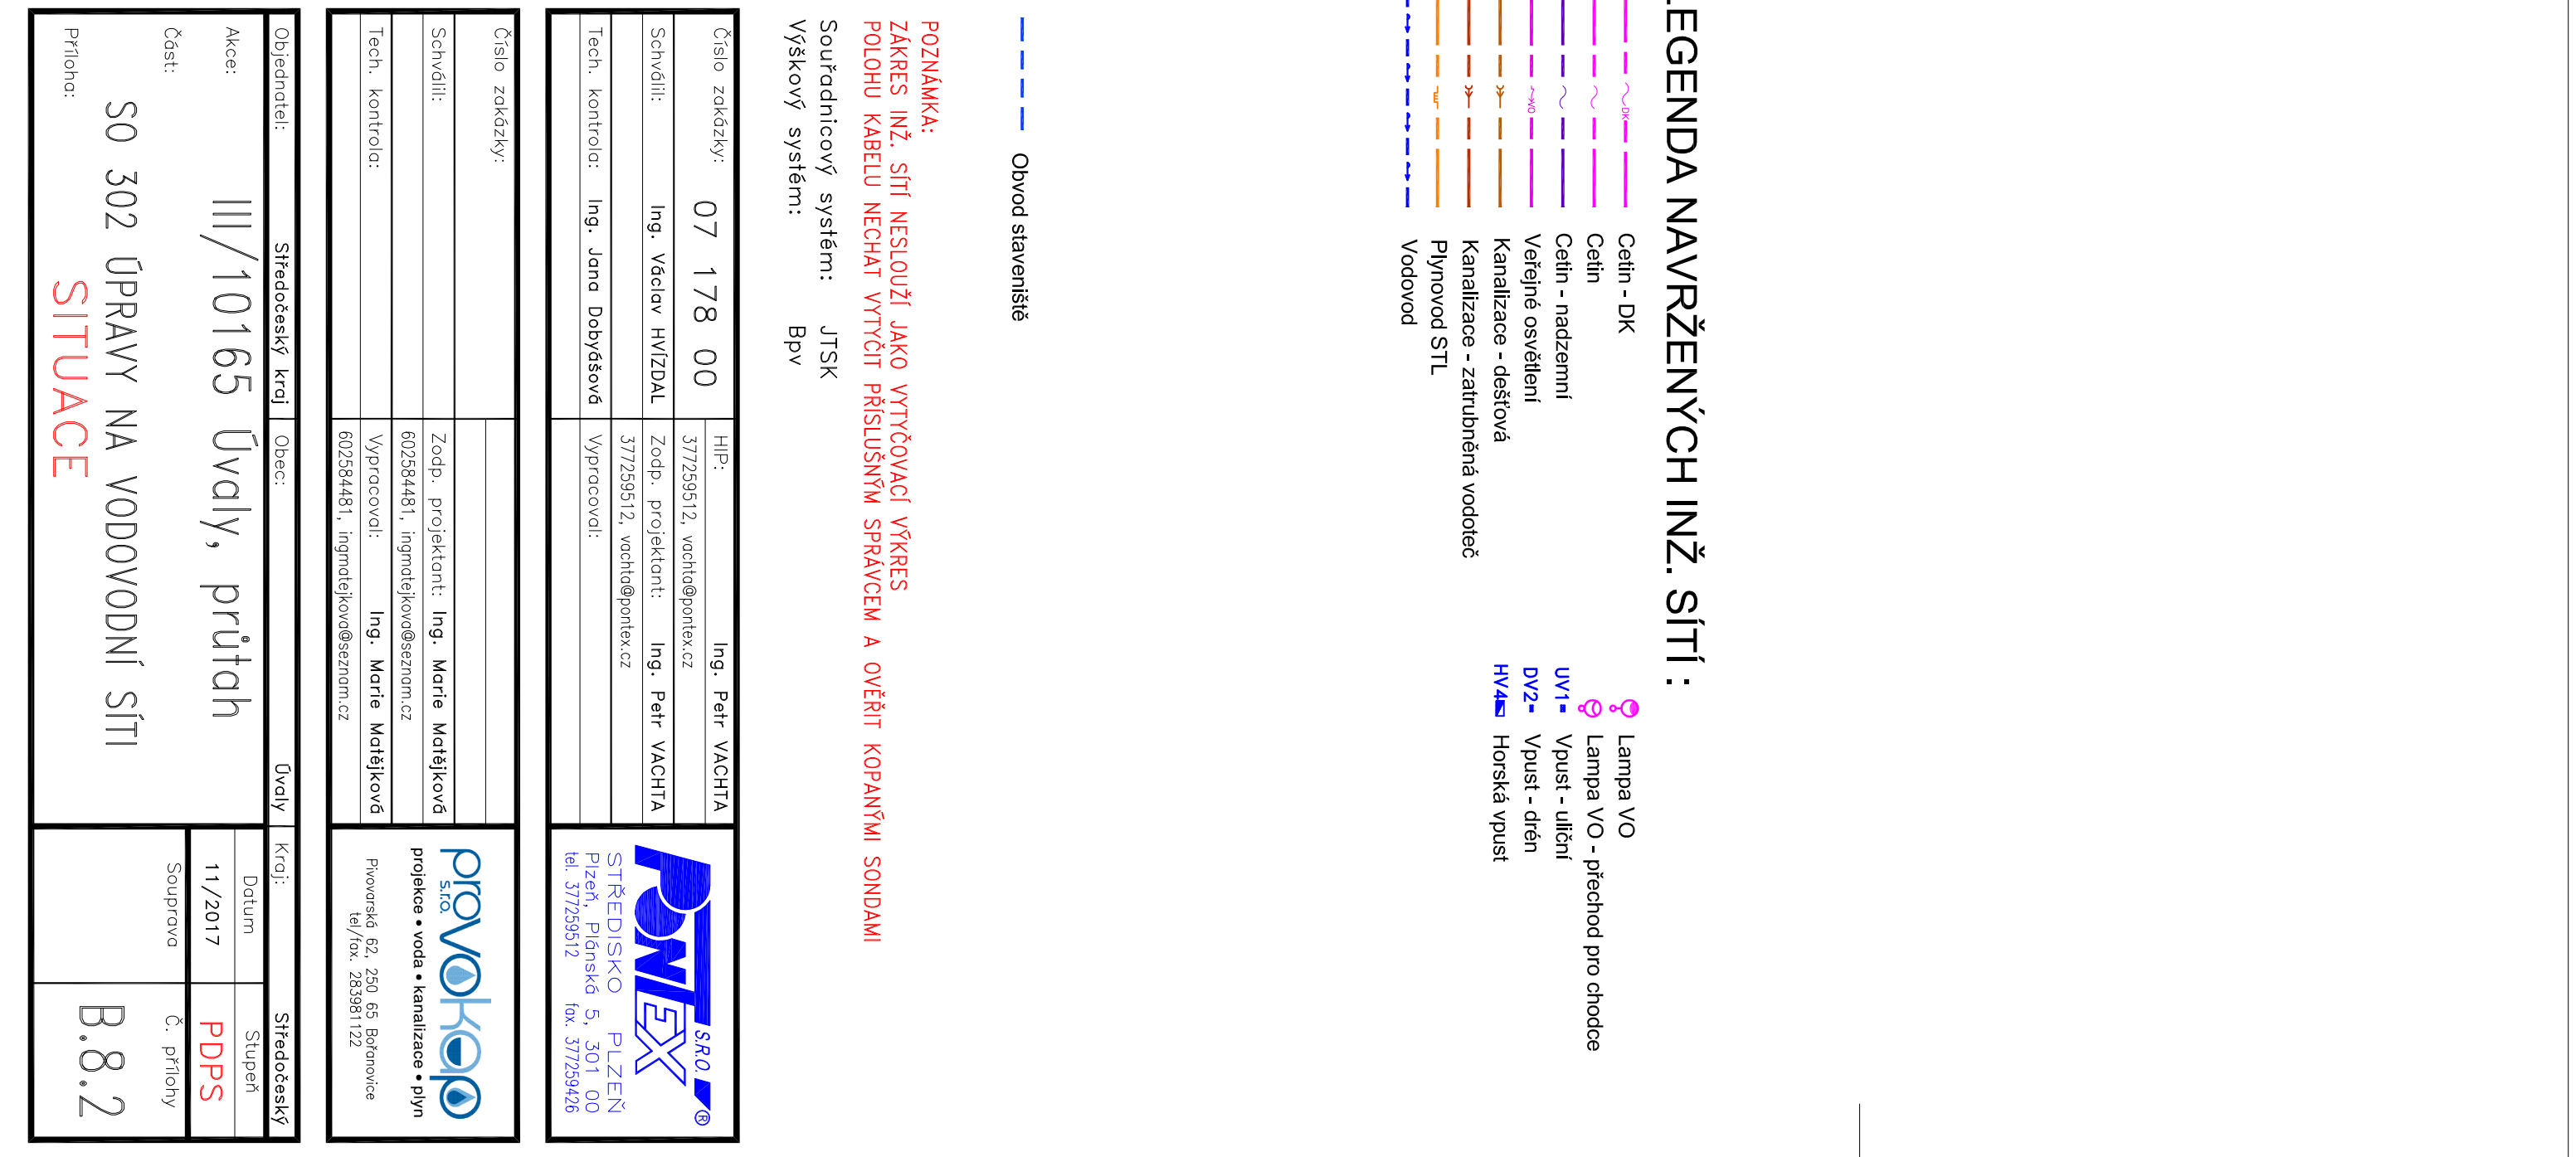 LEGENDA NAVRŽENÝCH INŽ. SÍTÍ :
DK Cetin - DK
Cetin
Cetin - nadzemní
VO Veřejné osvětlení
Kanalizace - dešťová
Kanalizace - zatrubněná vodoteč
Plynovod STL
Vodovod
Lampa VO
Lampa VO - přechod pro chodce
UV1 Vpust - uliční
DV2 Vpust - drén
HV4 Horská vpust
Obvod staveniště
POZNÁMKA:
ZÁKRES INŽ. SÍTÍ NESLOUŽÍ JAKO VYTYČOVACÍ VÝKRES
POLOHU KABELU NECHAT VYTYČIT PŘÍSLUŠNÝM SPRÁVCEM A OVĚŘIT KOPANÝMI SONDAMI
Souřadnicový systém: JTSK
Výškový systém: Bpv
Číslo zakázky: 07 178 00
HIP: Ing. Petr VACHTA
377259512, vachta@pontex.cz
Schválil: Ing. Václav HVÍZDAL
Zodp. projektant: Ing. Petr VACHTA
377259512, vachta@pontex.cz
Tech. kontrola: Ing. Jana Dobyášová
Vypracoval:
PONTEX S.R.O. ®
STŘEDISKO PLZEŇ
Plzeň, Plánská 5, 301 00
tel. 377259512 fax. 377259426
Číslo zakázky:
Schválil:
Zodp. projektant: Ing. Marie Matějková
602584481, ingmatejkova@seznam.cz
Tech. kontrola:
Vypracoval: Ing. Marie Matějková
602584481, ingmatejkova@seznam.cz
provokap
s.r.o.
projekce • voda • kanalizace • plyn
Pivovarská 62, 250 65 Bořanovice
tel/fax. 283981122
Objednatel: Středočeský kraj
Obec: Úvaly
Kraj: Středočeský
Akce: III/10165 Úvaly, průtah
Část: SO 302 ÚPRAVY NA VODOVODNÍ SÍTI
Příloha: SITUACE
Datum
11/2017
Stupeň
PDPS
Souprava
Č. přílohy
B.8.2